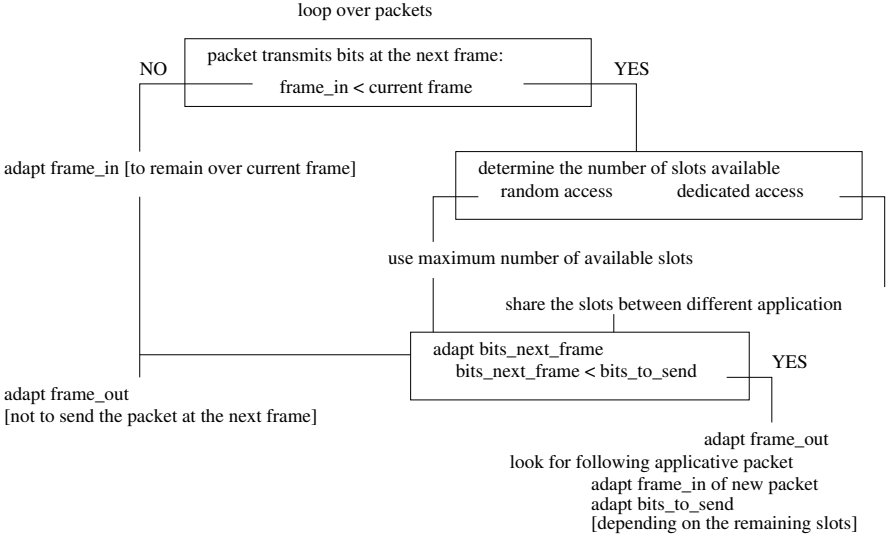 loop over packets
packet transmits bits at the next frame:
NO
YES
frame_in < current frame
adapt frame_in [to remain over current frame]
determine the number of slots available
random access
dedicated access
use maximum number of available slots
share the slots between different application
adapt bits_next_frame
bits_next_frame < bits_to_send
YES
adapt frame_out
[not to send the packet at the next frame]
adapt frame_out
look for following applicative packet
adapt frame_in of new packet
adapt bits_to_send
[depending on the remaining slots]